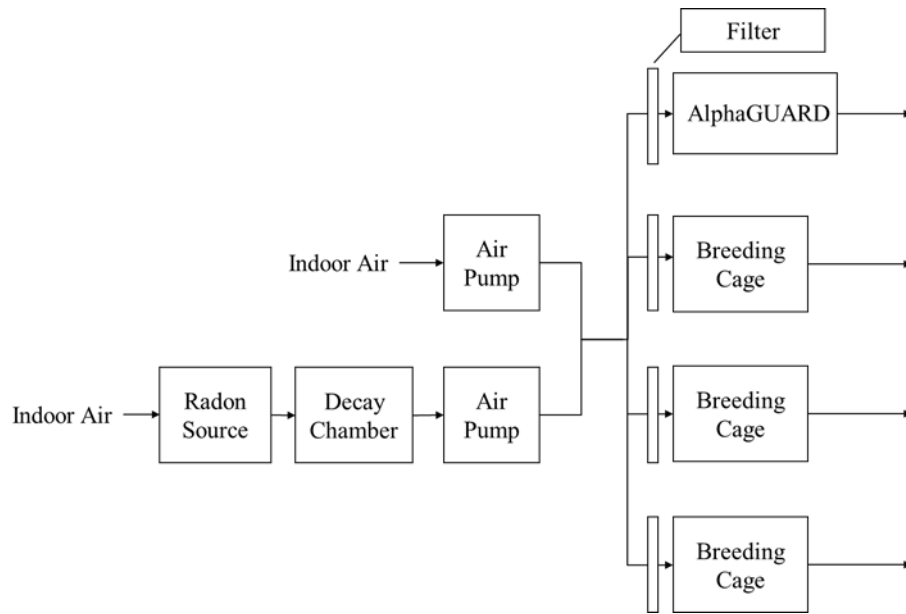 Filter
AlphaGUARD
Indoor Air
Air
Pump
Breeding
Cage
Indoor Air
Radon
Source
Decay
Chamber
Air
Pump
Breeding
Cage
Breeding
Cage